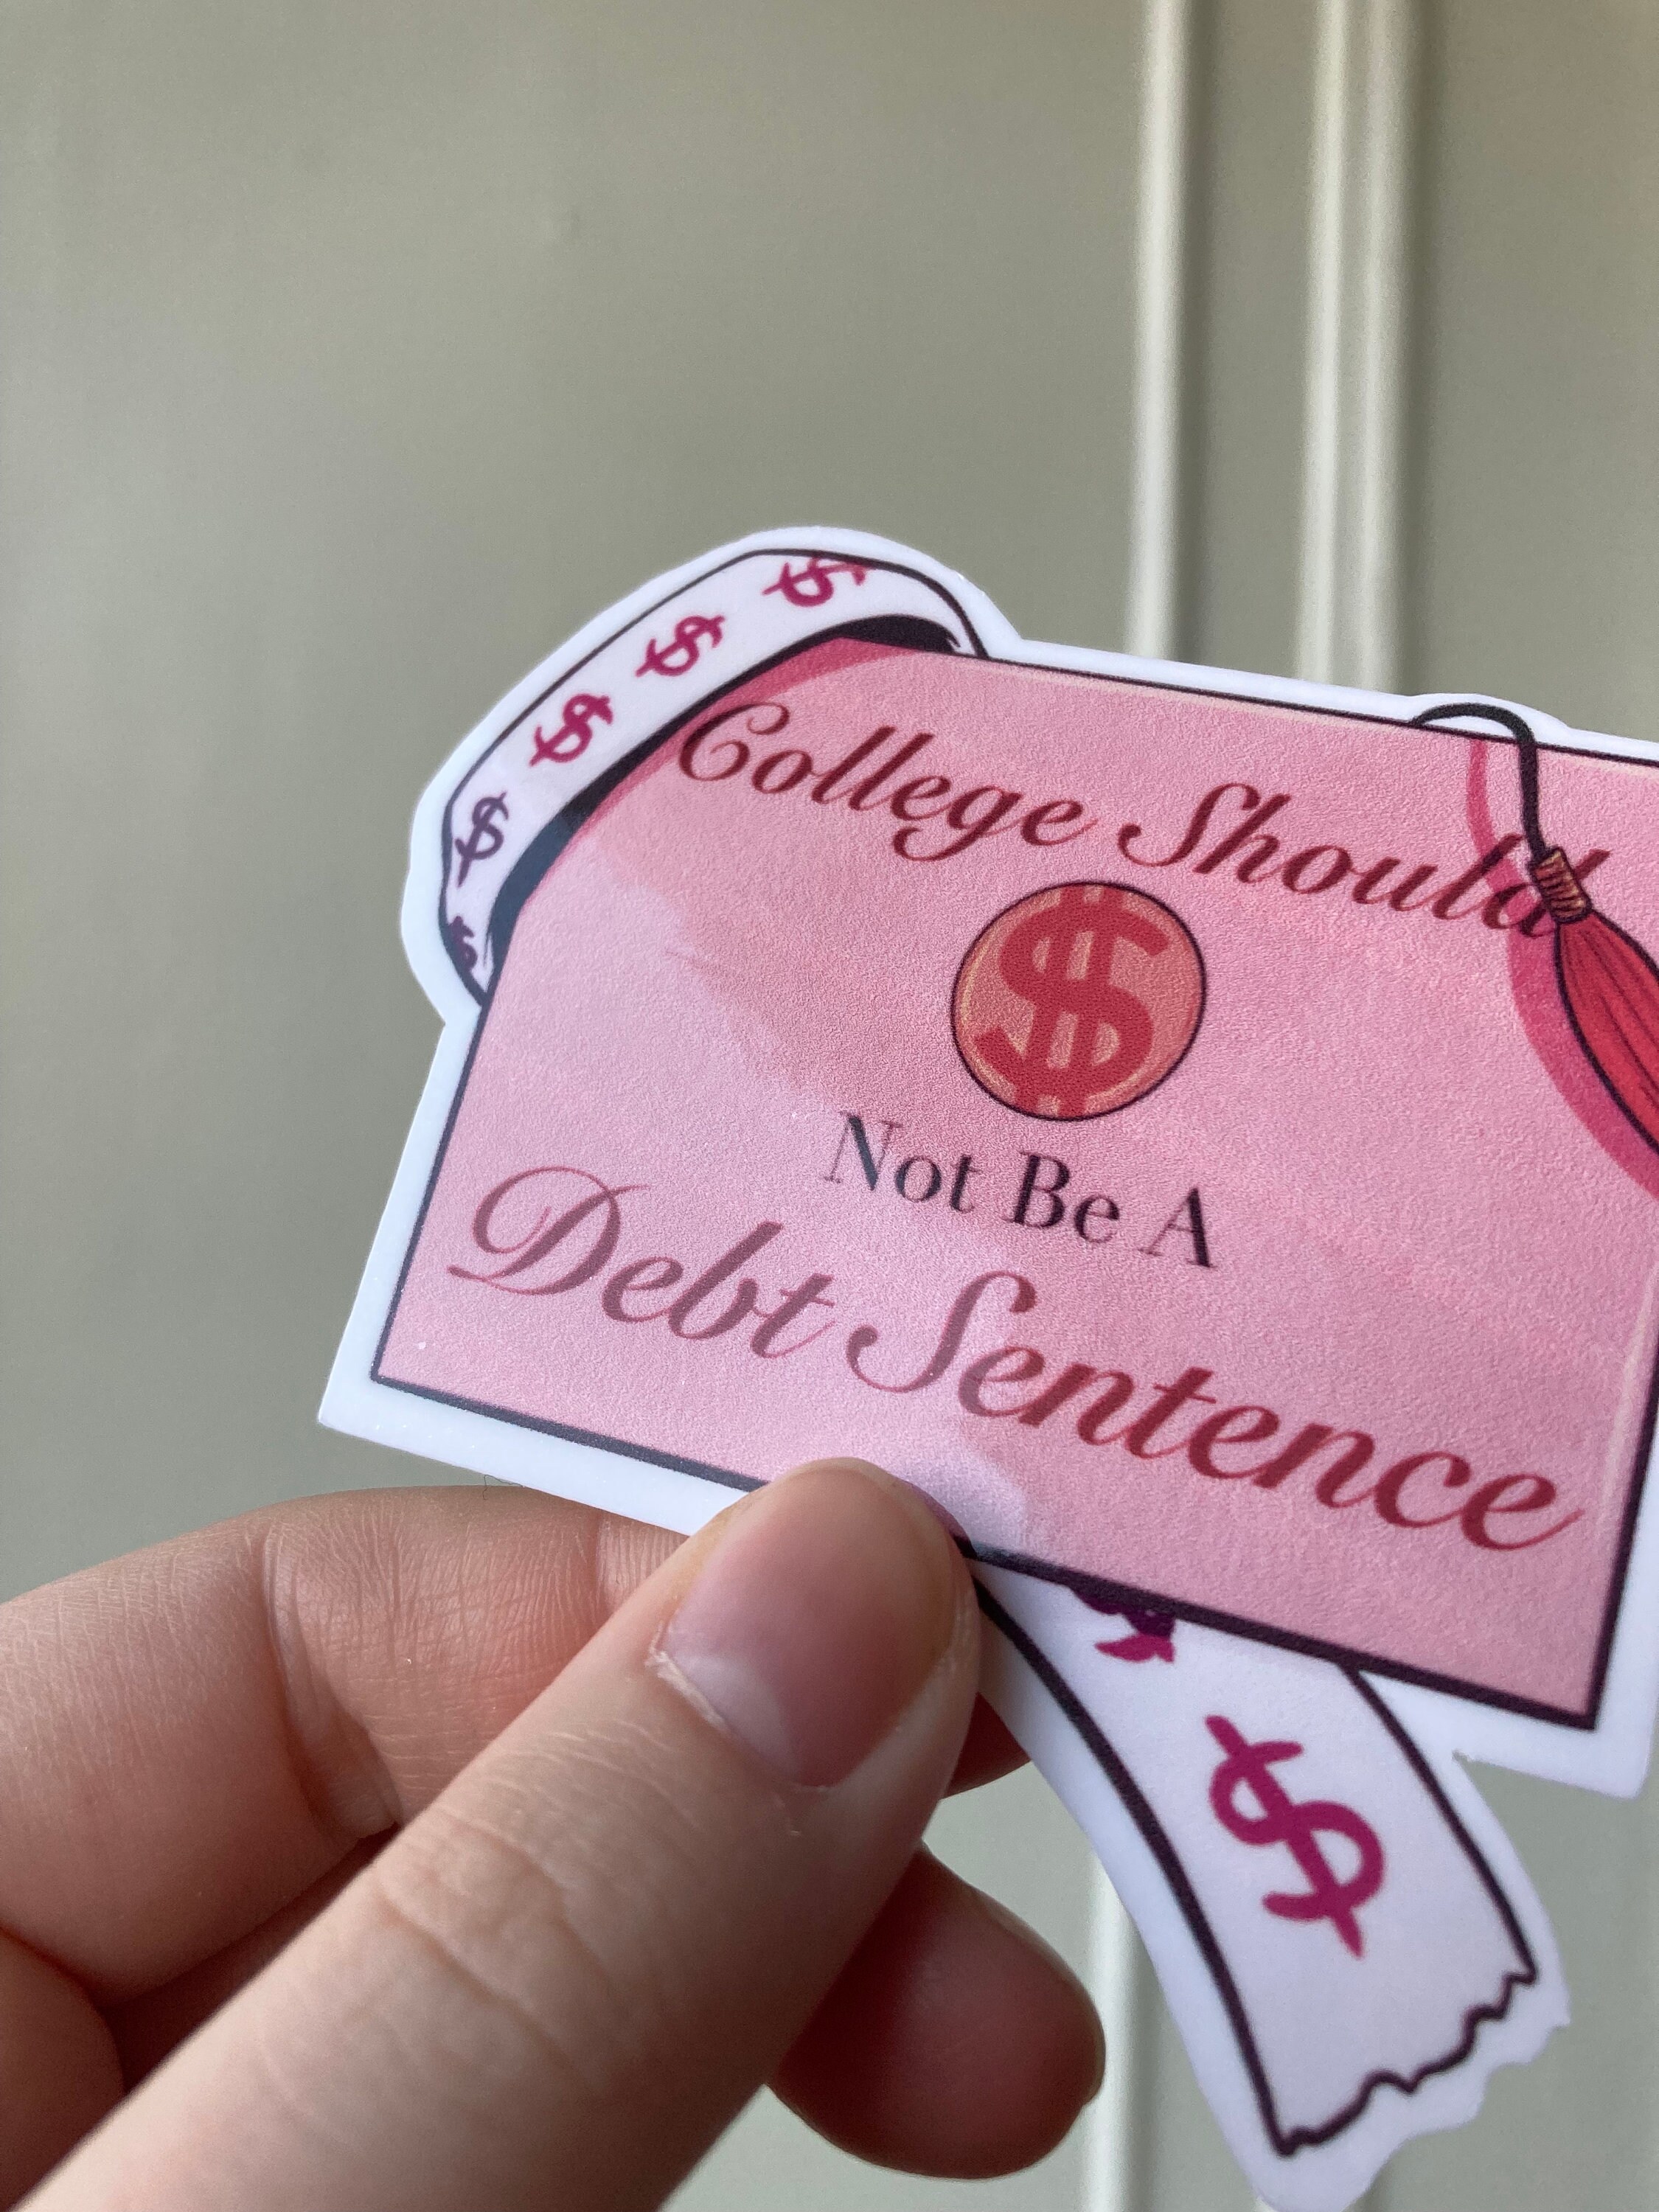 $ $ $ $ $
College Should
$
Not Be A
Debt Sentence
$